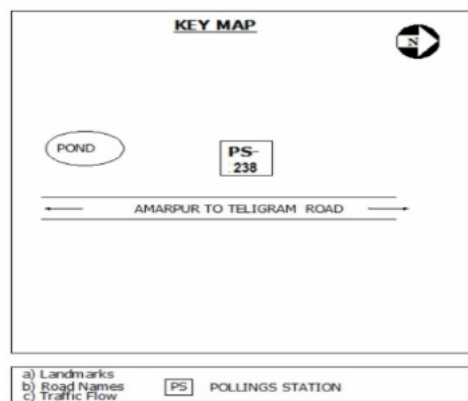 KEY MAP
N
POND
PS-
238
AMARPUR TO TELIGRAM ROAD
a) Landmarks
b) Road Names
c) Traffic Flow
PS POLLINGS STATION